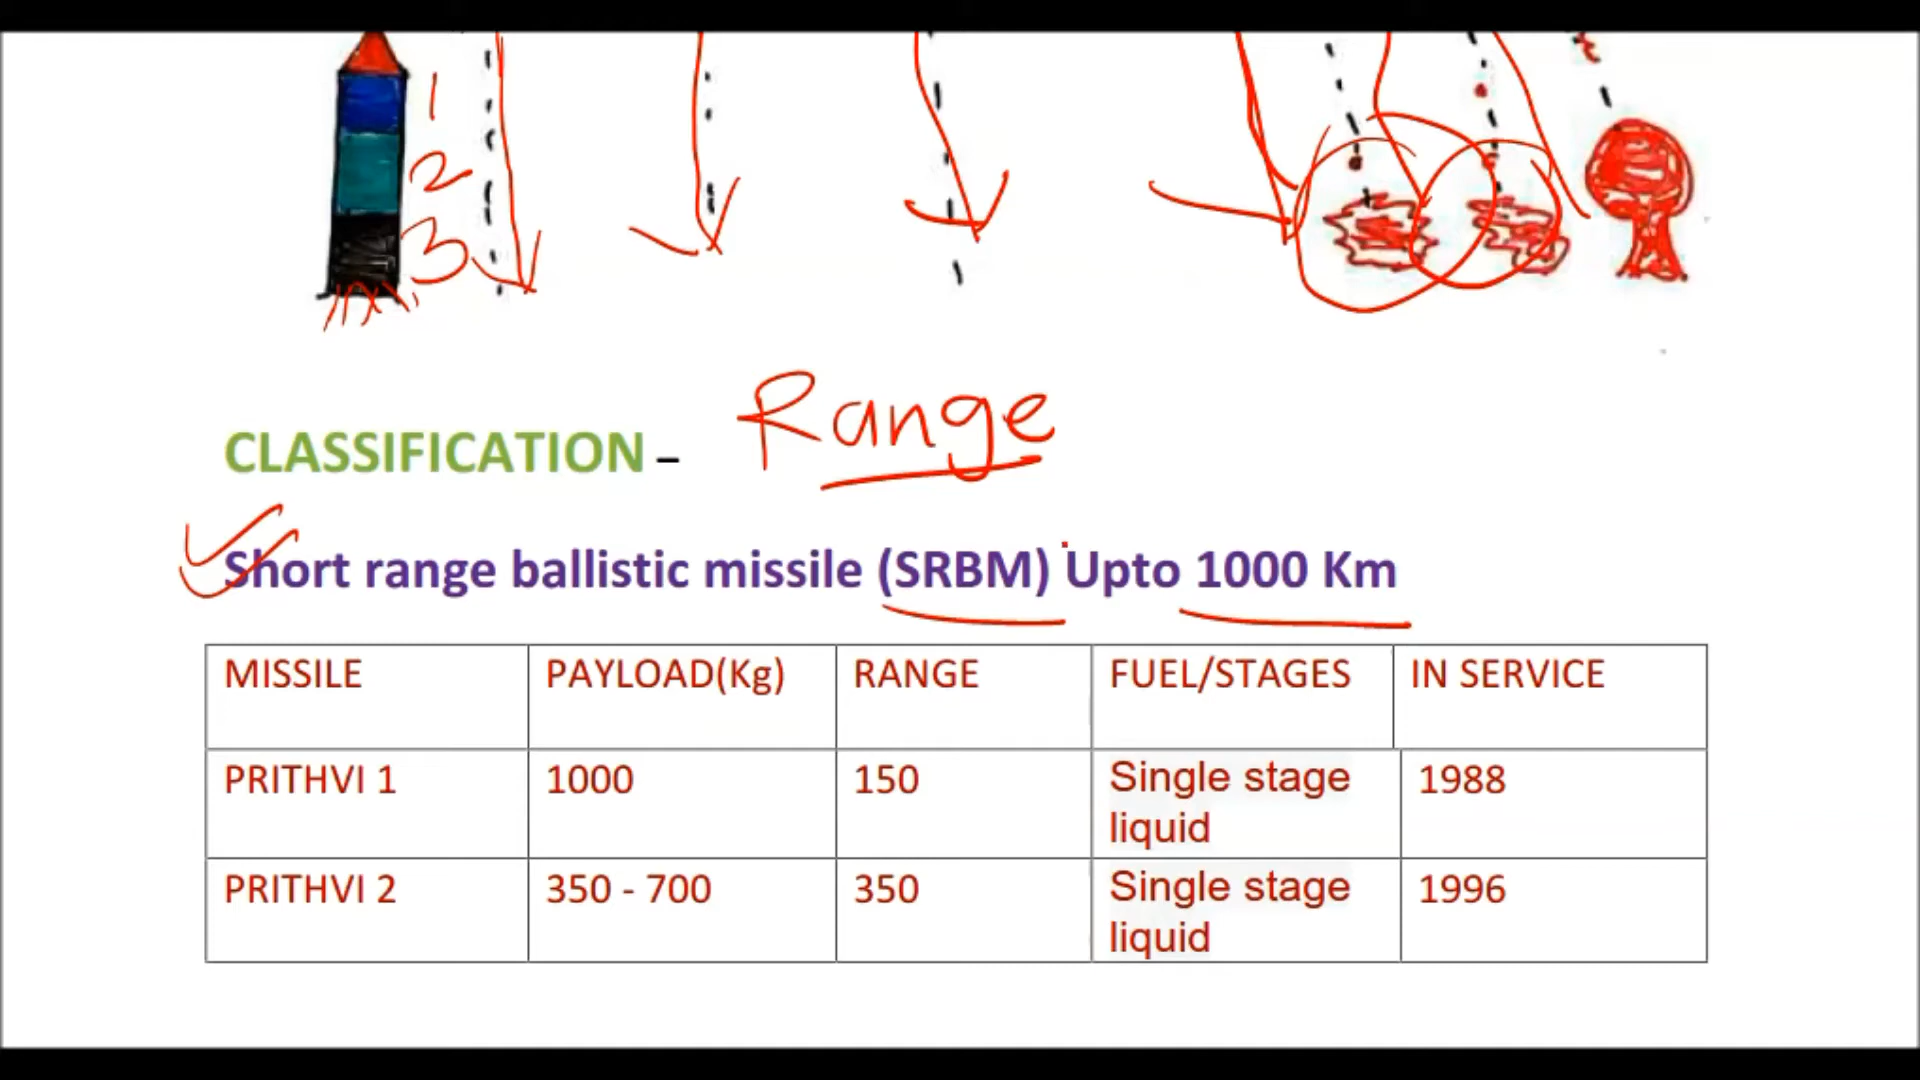 1
2
3
CLASSIFICATION – Range
Short range ballistic missile (SRBM) Upto 1000 Km
MISSILE PAYLOAD(Kg) RANGE FUEL/STAGES IN SERVICE
PRITHVI 1 1000 150 Single stage liquid 1988
PRITHVI 2 350 - 700 350 Single stage liquid 1996